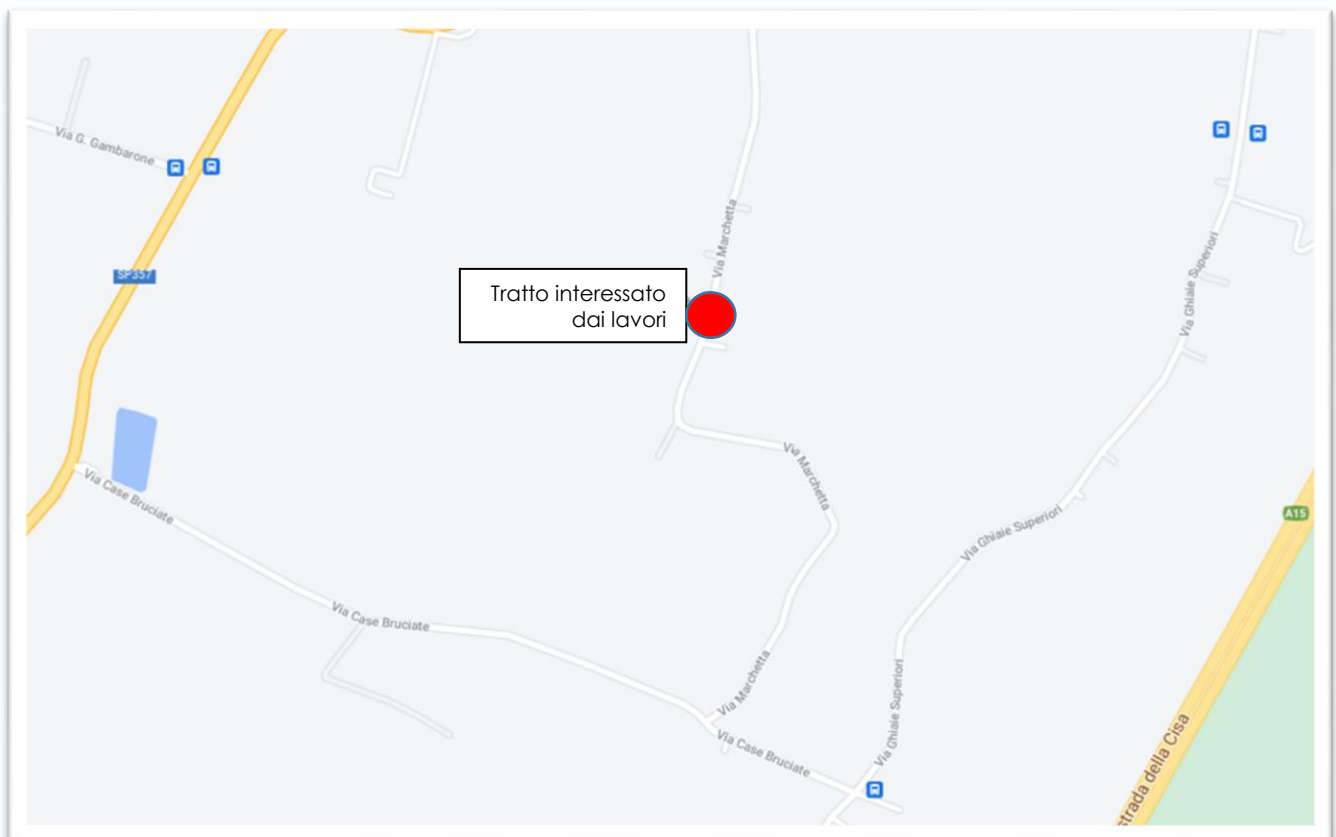 Via G. Gambarone
SP357
Via Marchetta
Via Ghiaie Superiori
Tratto interessato
dai lavori
Via Marchetta
Via Case Bruciate
A15
Via Ghiaie Superiori
Via Case Bruciate
Via Marchetta
Via Ghiaie Superiori
Via Case Bruciate
strada della Cisa